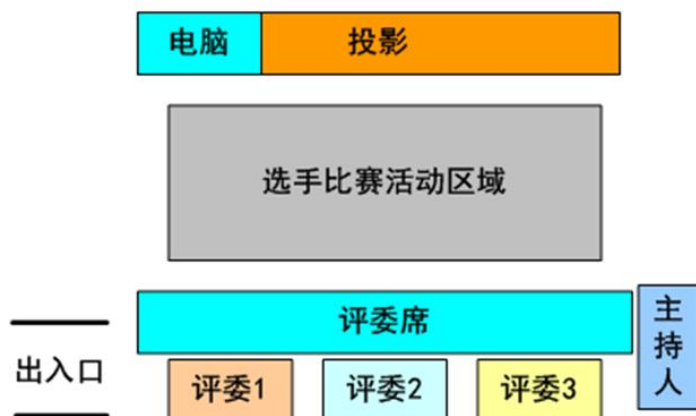 电脑 投影
选手比赛活动区域
评委席
主持人
出入口
评委1 评委2 评委3